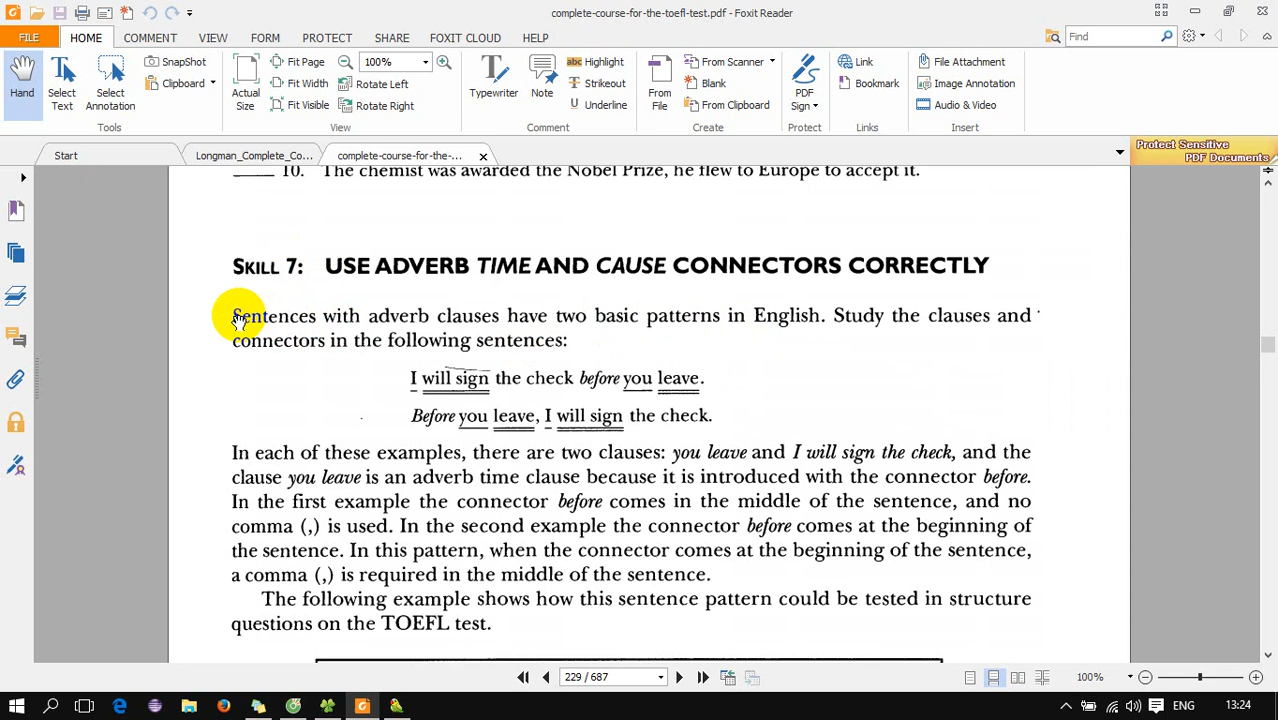 complete-course-for-the-toefl-test.pdf - Foxit Reader
FILE HOME COMMENT VIEW FORM PROTECT SHARE FOXIT CLOUD HELP Find
Hand Select Text Select Annotation SnapShot Clipboard Tools
Actual Size Fit Page Fit Width Fit Visible 100% Rotate Left Rotate Right View
Typewriter Note Highlight Strikeout Underline Comment
From File From Scanner Blank From Clipboard Create
PDF Sign Protect
Link Bookmark Links
File Attachment Image Annotation Audio & Video Insert
Start Longman_Complete_Co... complete-course-for-the-... Protect Sensitive
PDF Documents
10. The chemist was awarded the Nobel Prize, he flew to Europe to accept it.
SKILL 7: USE ADVERB TIME AND CAUSE CONNECTORS CORRECTLY
Sentences with adverb clauses have two basic patterns in English. Study the clauses and
connectors in the following sentences:
I will sign the check before you leave.
Before you leave, I will sign the check.
In each of these examples, there are two clauses: you leave and I will sign the check, and the
clause you leave is an adverb time clause because it is introduced with the connector before.
In the first example the connector before comes in the middle of the sentence, and no
comma (,) is used. In the second example the connector before comes at the beginning of
the sentence. In this pattern, when the connector comes at the beginning of the sentence,
a comma (,) is required in the middle of the sentence.
The following example shows how this sentence pattern could be tested in structure
questions on the TOEFL test.
229 / 687 100%
ENG 13:24